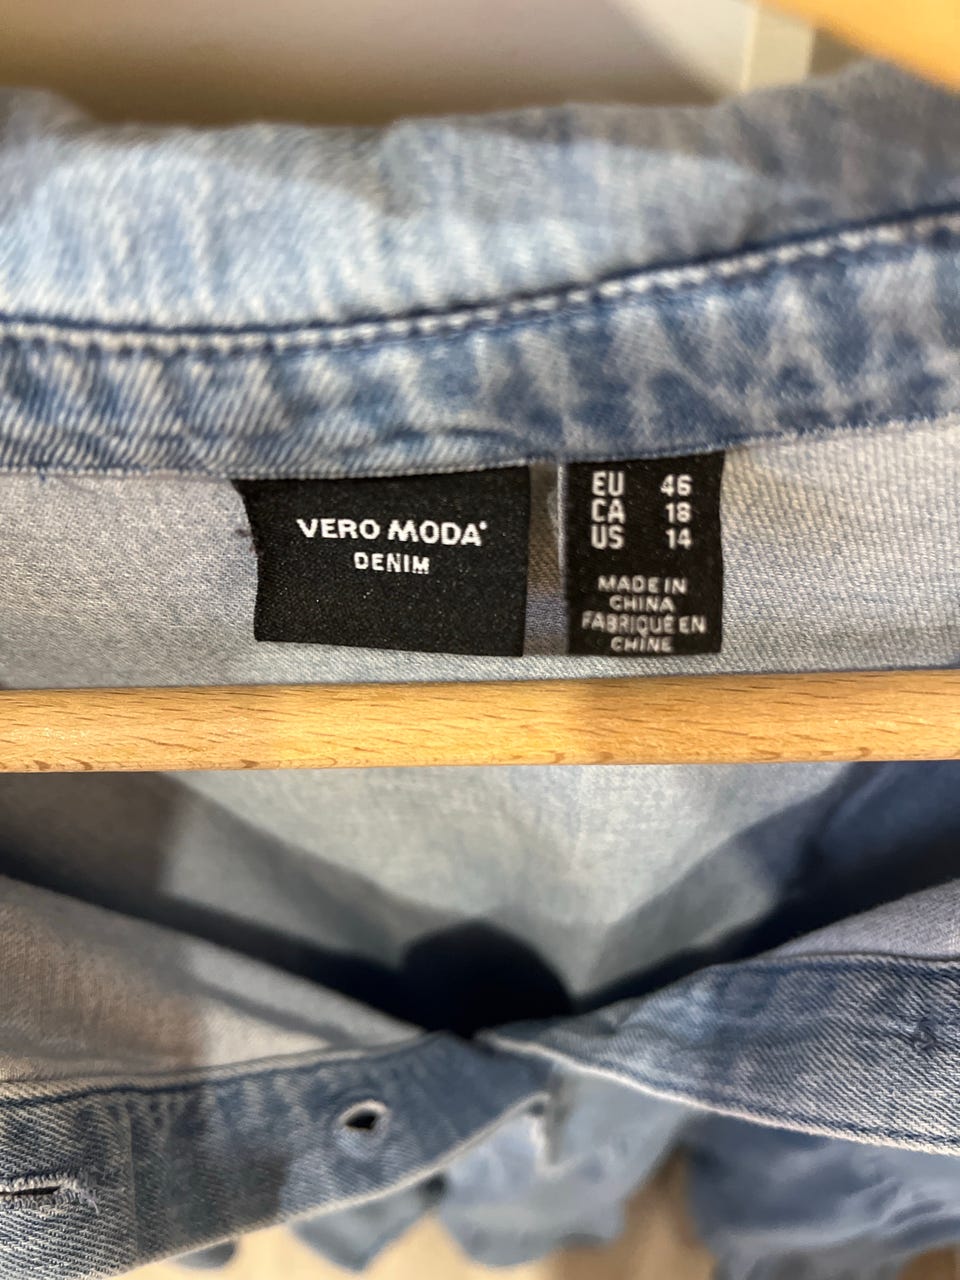 VERO MODA®
DENIM
EU 46
CA 18
US 14
MADE IN
CHINA
FABRIQUÉ EN
CHINE